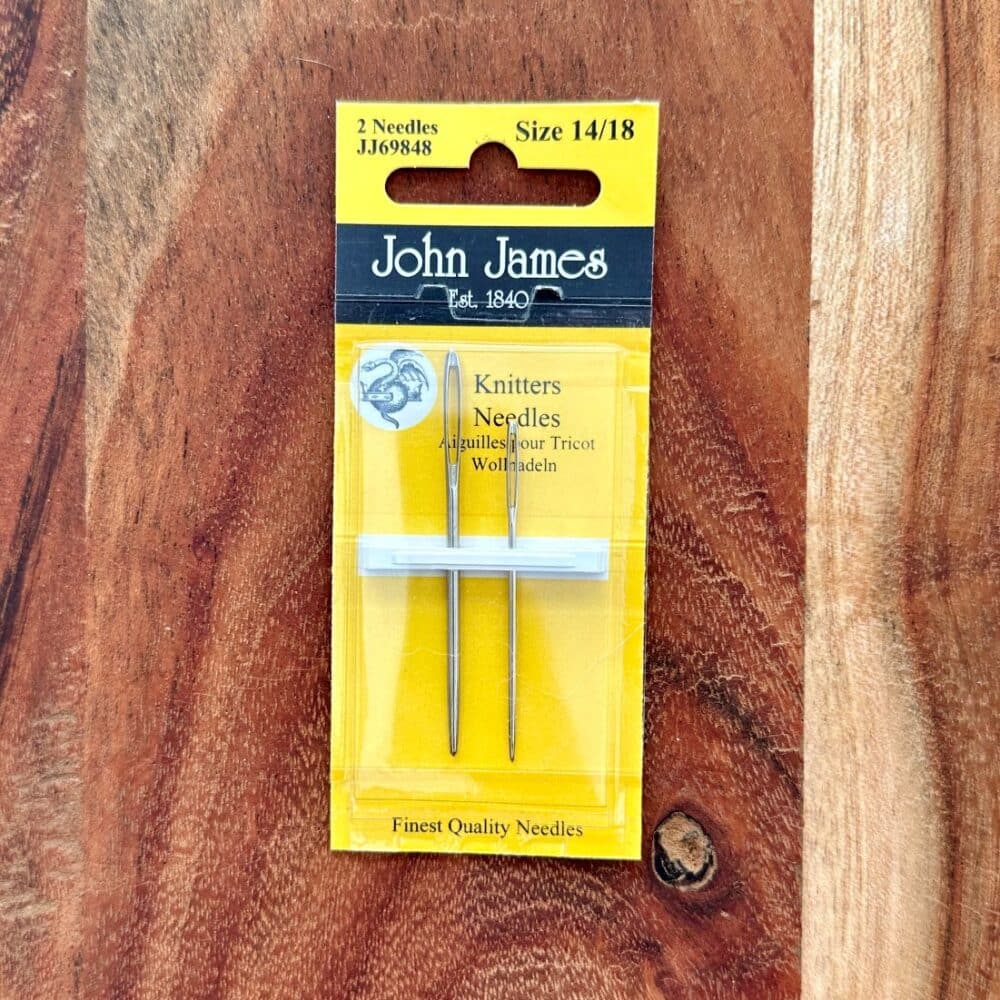 2 Needles
JJ69848
Size 14/18
John James
Est. 1840
Knitters
Needles
Aiguilles pour Tricot
Wollnadeln
Finest Quality Needles